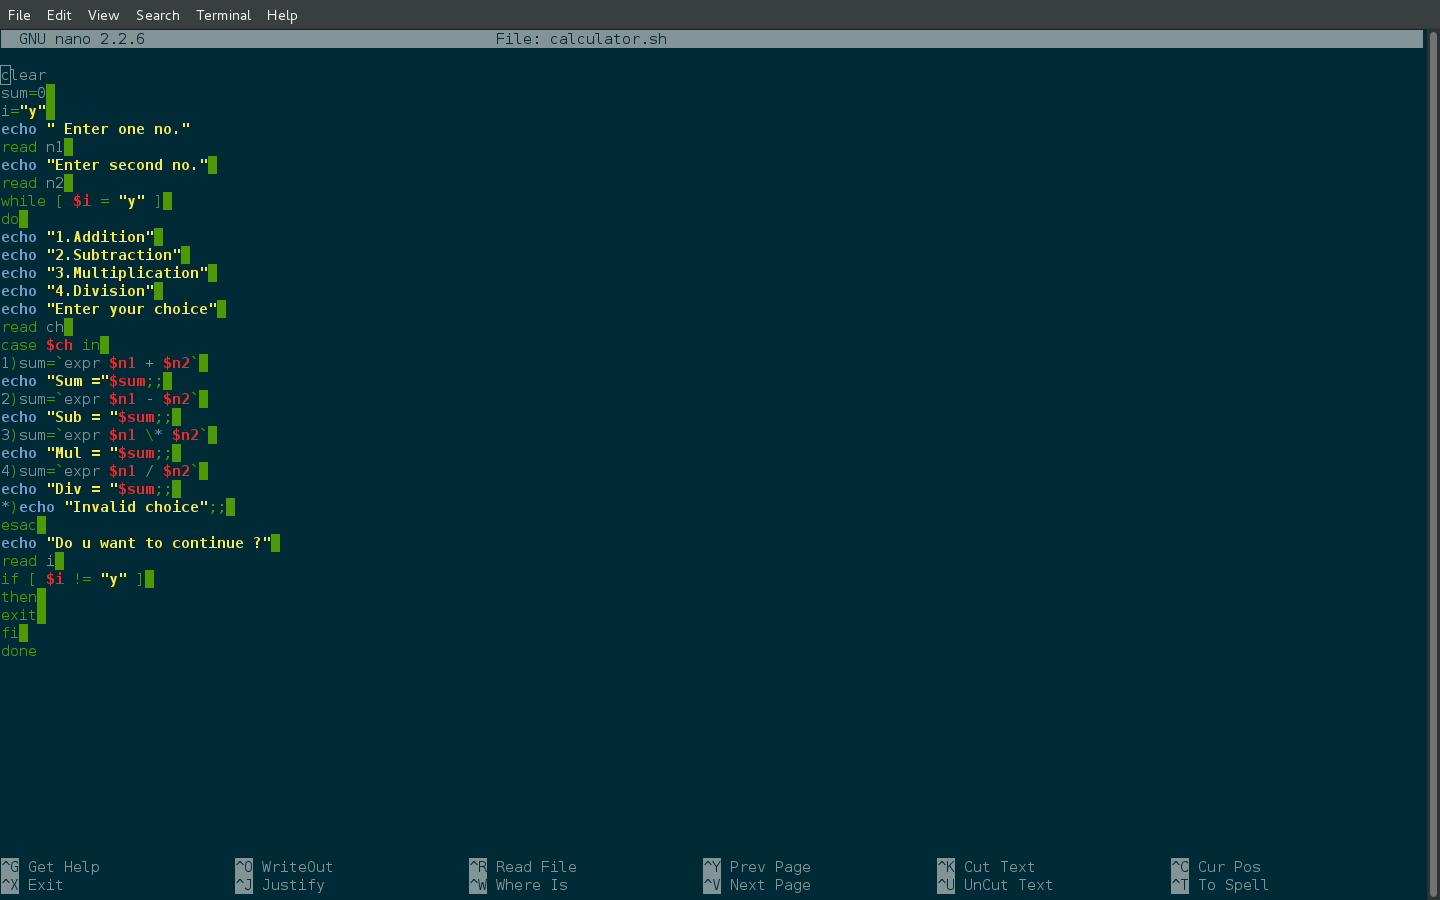 File Edit View Search Terminal Help
GNU nano 2.2.6 File: calculator.sh
clear
sum=0
i="y"
echo " Enter one no."
read n1
echo "Enter second no."
read n2
while [ $i = "y" ]
do
echo "1.Addition"
echo "2.Subtraction"
echo "3.Multiplication"
echo "4.Division"
echo "Enter your choice"
read ch
case $ch in
1)sum=`expr $n1 + $n2`
echo "Sum ="$sum;;
2)sum=`expr $n1 - $n2`
echo "Sub = "$sum;;
3)sum=`expr $n1 \* $n2`
echo "Mul = "$sum;;
4)sum=`expr $n1 / $n2`
echo "Div = "$sum;;
*)echo "Invalid choice";;
esac
echo "Do u want to continue ?"
read i
if [ $i != "y" ]
then
exit
fi
done
^G Get Help ^O WriteOut ^R Read File ^Y Prev Page ^K Cut Text ^C Cur Pos
^X Exit ^J Justify ^W Where Is ^V Next Page ^U UnCut Text ^T To Spell